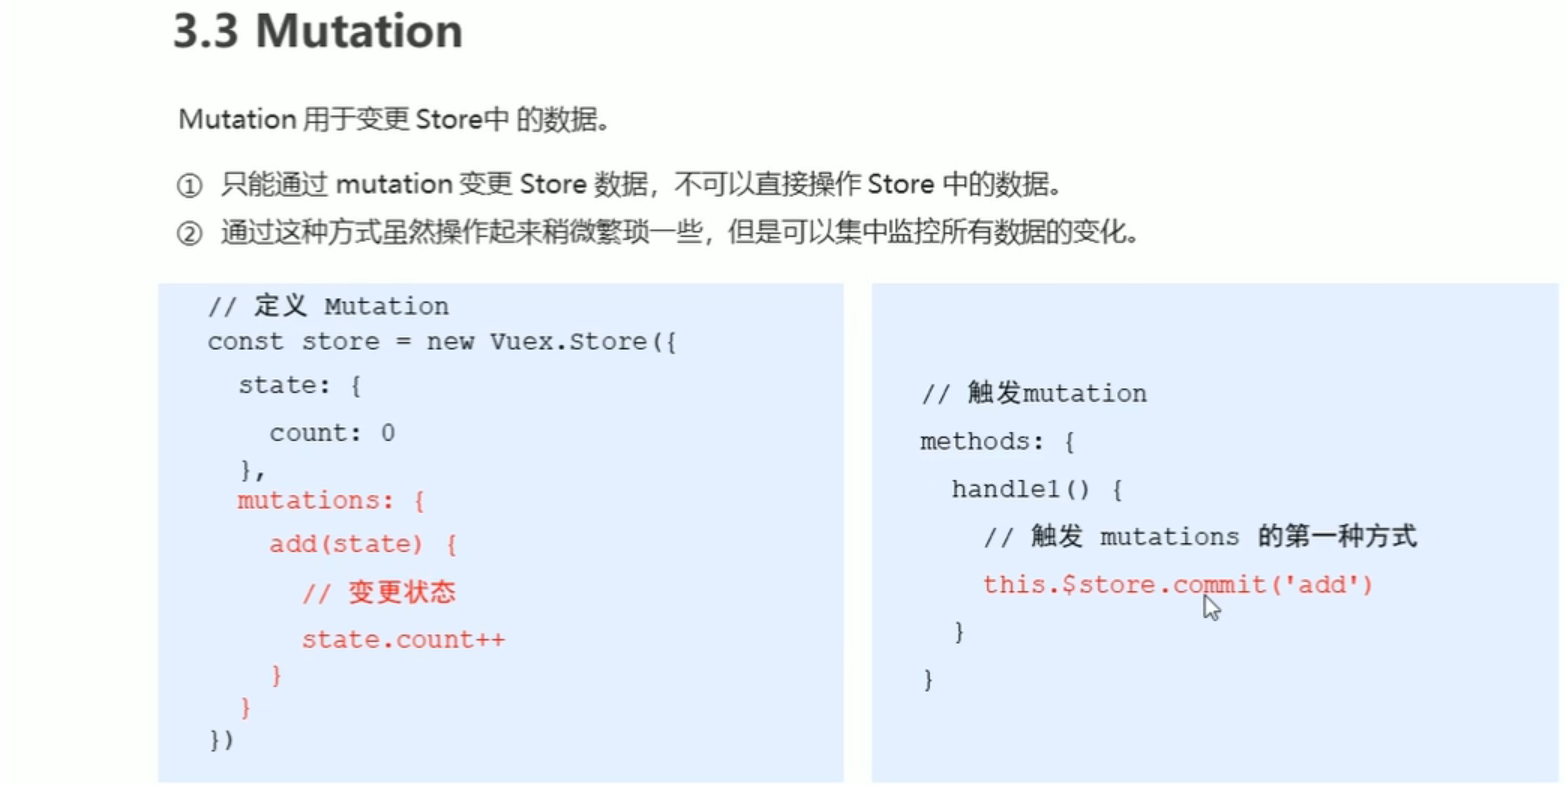 3.3 Mutation
Mutation 用于变更 Store中 的数据。
① 只能通过 mutation 变更 Store 数据，不可以直接操作 Store 中的数据。
② 通过这种方式虽然操作起来稍微繁琐一些，但是可以集中监控所有数据的变化。
// 定义 Mutation
const store = new Vuex.Store({
state: {
count: 0
},
mutations: {
add(state) {
// 变更状态
state.count++
}
}
})
// 触发mutation
methods: {
handle1() {
// 触发 mutations 的第一种方式
this.$store.commit('add')
}
}